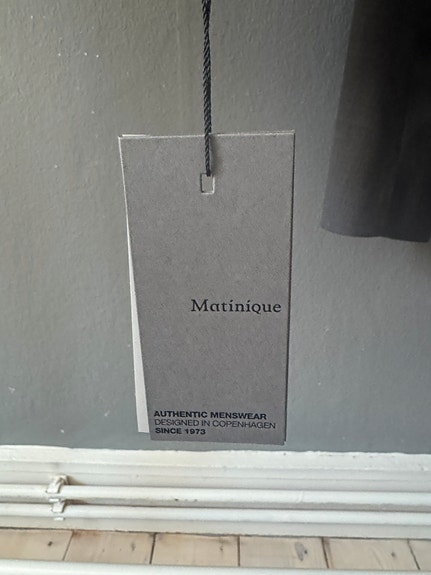 Matinique
AUTHENTIC MENSWEAR
DESIGNED IN COPENHAGEN
SINCE 1973